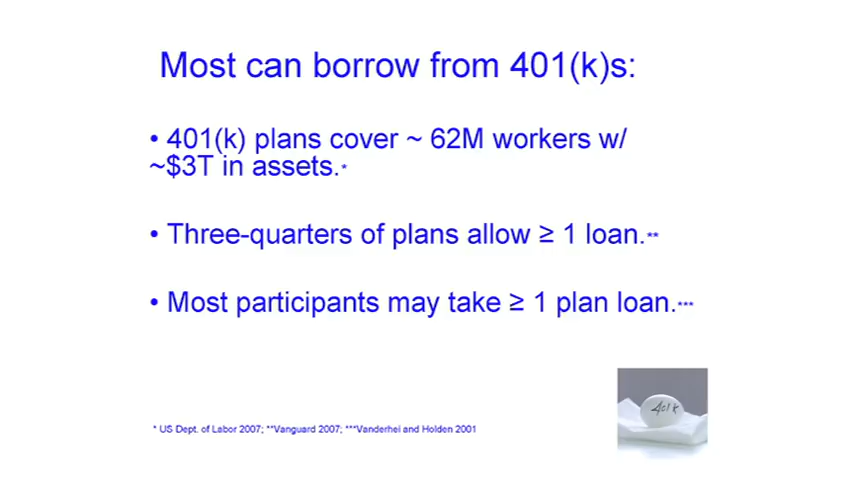 Most can borrow from 401(k)s:
• 401(k) plans cover ~ 62M workers w/
~$3T in assets.*
• Three-quarters of plans allow ≥ 1 loan.**
• Most participants may take ≥ 1 plan loan.***
401k
* US Dept. of Labor 2007; **Vanguard 2007; ***Vanderhei and Holden 2001